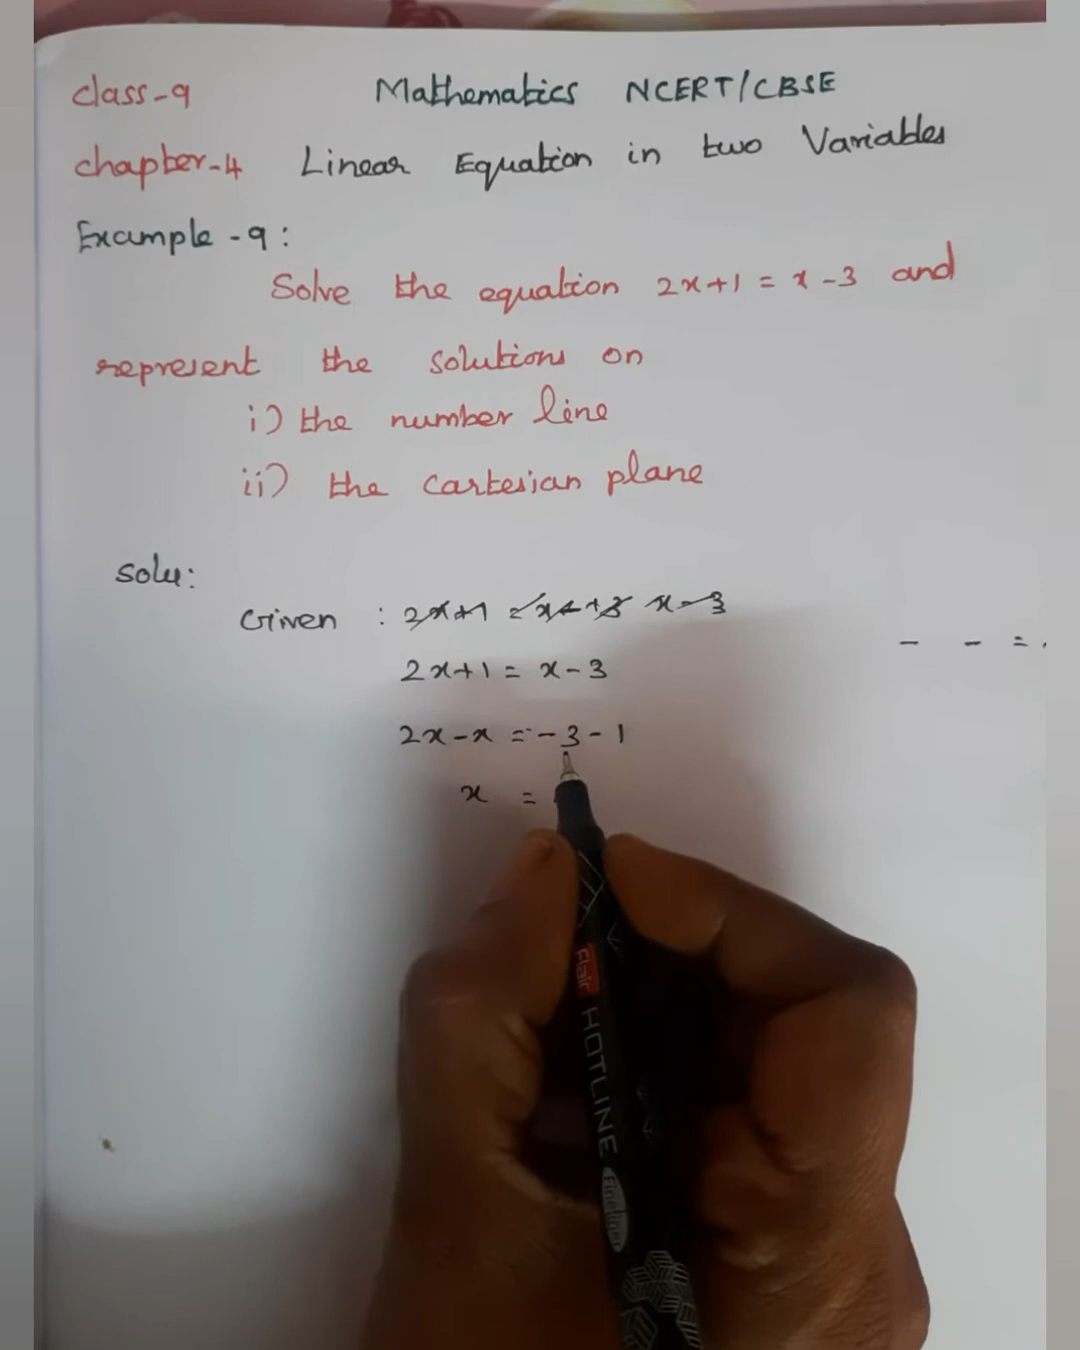 class-9 Mathematics NCERT/CBSE
chapter-4 Linear Equation in two Variables
Example-9:
Solve the equation 2x+1 = x-3 and
represent the solutions on
i) the number line
ii) the cartesian plane
Solu:
Given :
2x+1 = x-3
2x-x = -3-1
x =
- - =.
Flair HOTLINE